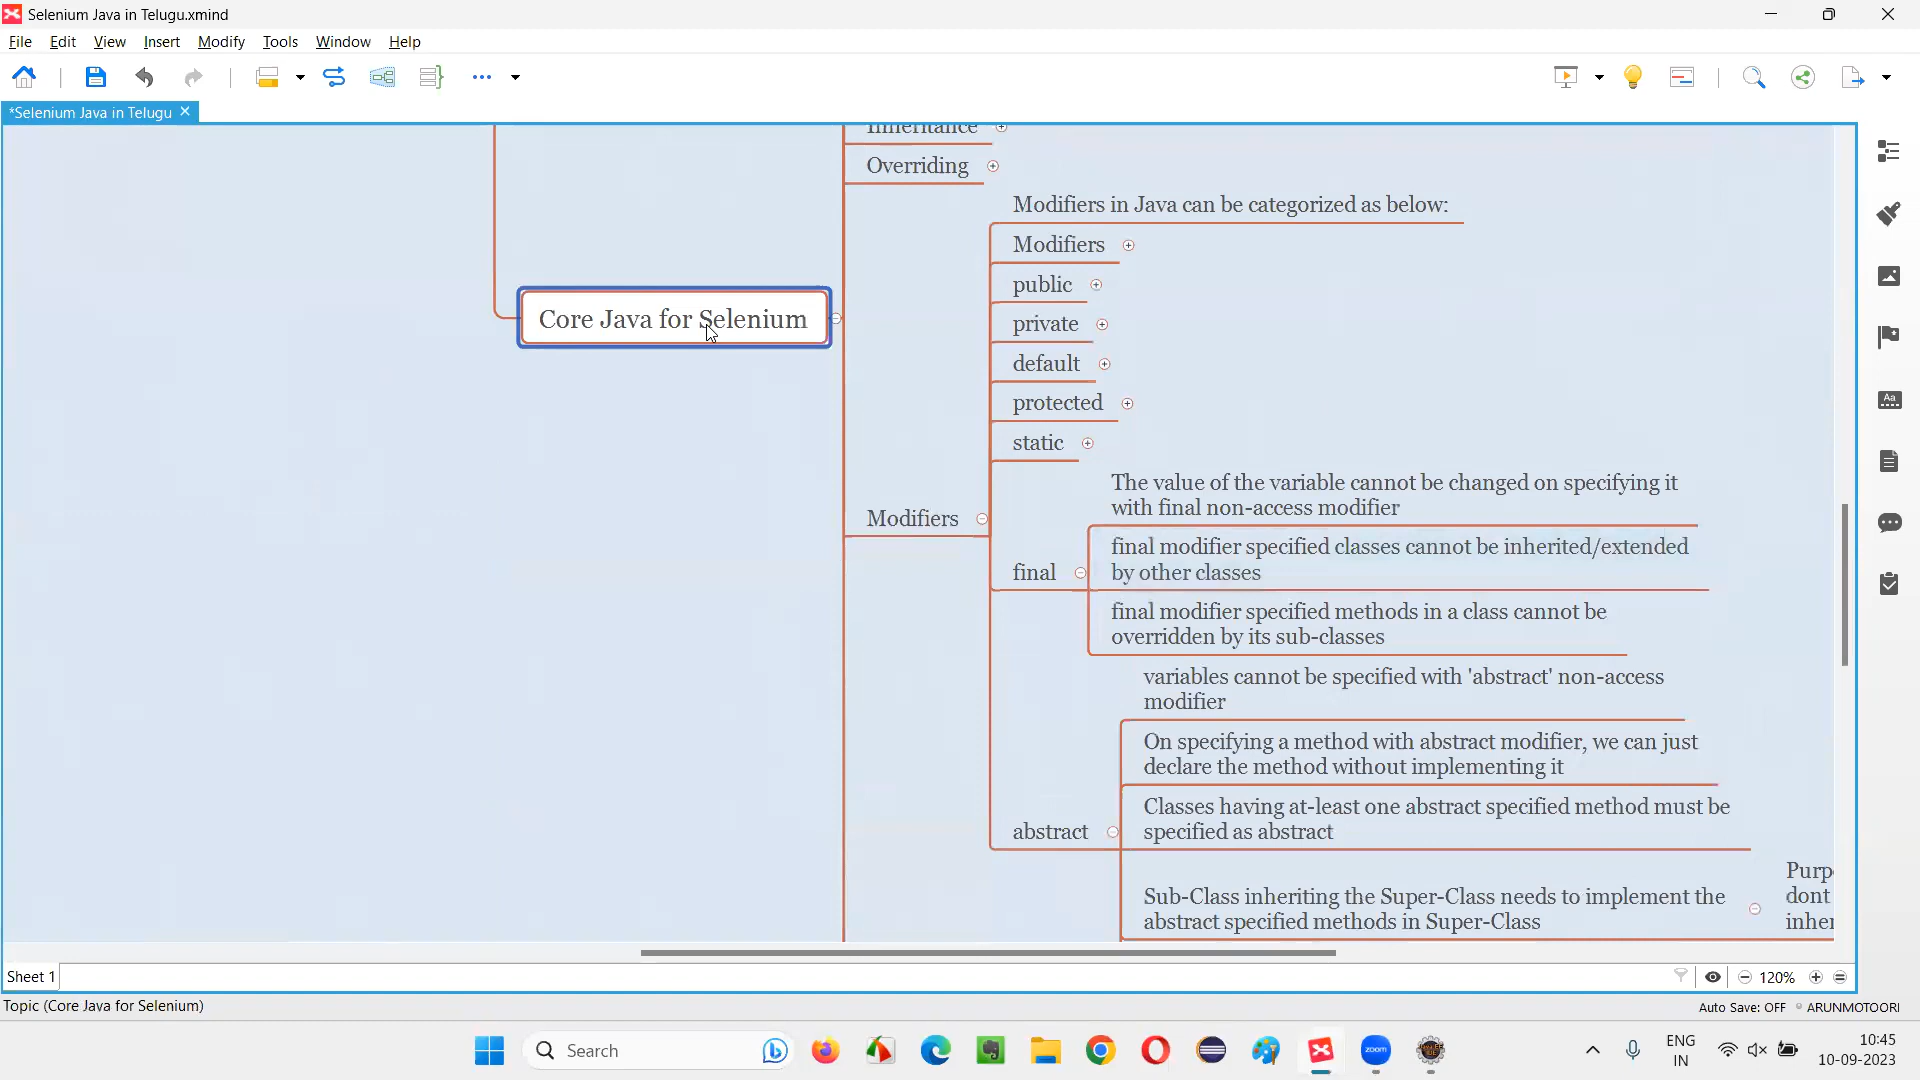 Selenium Java in Telugu.xmind
File Edit View Insert Modify Tools Window Help
*Selenium Java in Telugu
Inheritance
Overriding
Modifiers in Java can be categorized as below:
Modifiers
public
Core Java for Selenium
private
default
protected
static
The value of the variable cannot be changed on specifying it
with final non-access modifier
Modifiers
final modifier specified classes cannot be inherited/extended
by other classes
final
final modifier specified methods in a class cannot be
overridden by its sub-classes
variables cannot be specified with 'abstract' non-access
modifier
On specifying a method with abstract modifier, we can just
declare the method without implementing it
Classes having at-least one abstract specified method must be
specified as abstract
abstract
Sub-Class inheriting the Super-Class needs to implement the
abstract specified methods in Super-Class
Purp
dont
inher
Sheet 1
120%
Topic (Core Java for Selenium)
Auto Save: OFF
ARUNMOTOORI
Search
zoom
ENG
IN
10:45
10-09-2023